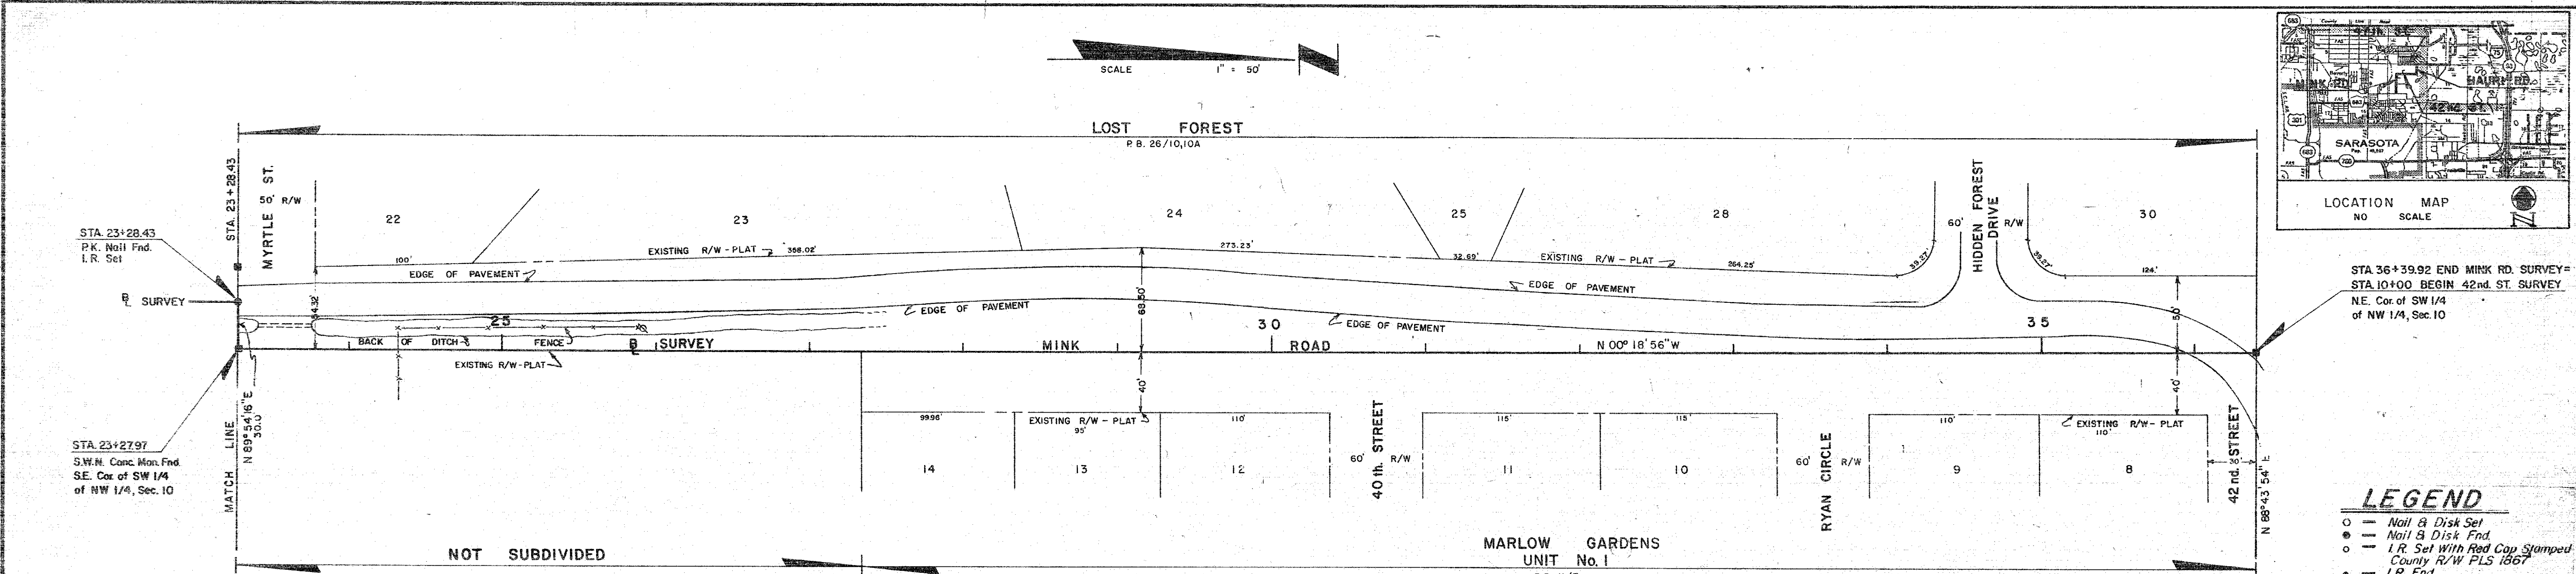 SCALE 1" = 50'
LOST FOREST
P.B. 26/10,10A
STA. 23+28.43
MYRTLE ST.
50' R/W
22
23
24
25
28
30
60' R/W
HIDDEN FOREST
DRIVE
STA. 23+28.43
P.K. Nail Fnd.
I.R. Set
SURVEY
100'
EXISTING R/W - PLAT
368.02'
273.23'
32.69'
EXISTING R/W - PLAT
264.25'
39.27'
39.27'
124.'
EDGE OF PAVEMENT
EDGE OF PAVEMENT
EDGE OF PAVEMENT
EDGE OF PAVEMENT
54.32'
68.50'
50'
25
30
35
BACK OF DITCH
FENCE
SURVEY
MINK ROAD
N 00° 18' 56" W
EXISTING R/W-PLAT
40'
40'
STA. 23+27.97
S.W.H. Conc. Mon. Fnd.
S.E. Cor. of SW 1/4
of NW 1/4, Sec. 10
MATCH LINE
N 89° 54' 16" E
30.0'
99.96'
EXISTING R/W - PLAT
95'
110'
115'
115'
110'
EXISTING R/W - PLAT
110'
14
13
12
60' R/W
40 th. STREET
11
10
60' R/W
RYAN CIRCLE
9
8
30'
42 nd. STREET
N 88° 43' 54" E
NOT SUBDIVIDED
MARLOW GARDENS
UNIT No. 1
SARASOTA
LOCATION MAP
NO SCALE
N
STA. 36+39.92 END MINK RD. SURVEY=
STA. 10+00 BEGIN 42nd. ST. SURVEY
N.E. Cor. of SW 1/4
of NW 1/4, Sec. 10
LEGEND
Nail & Disk Set
Nail & Disk Fnd.
I.R. Set With Red Cap Stamped
County R/W PLS 1867
I.R. Fnd.